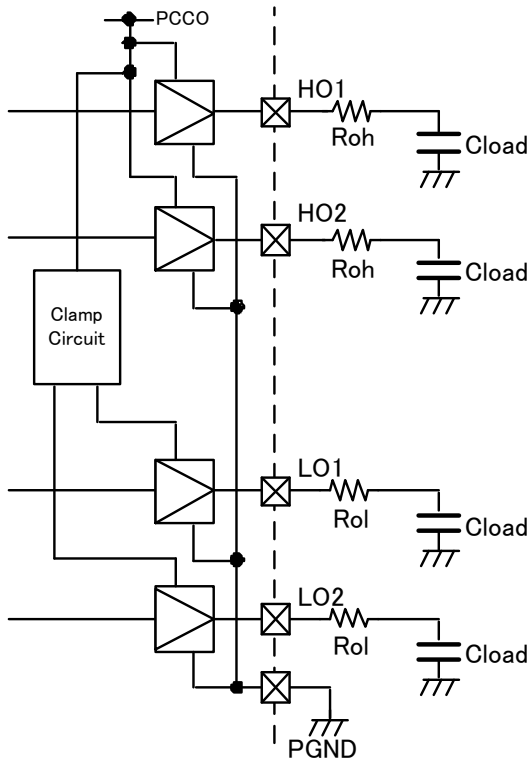 PCCO
HO1
Roh
Cload
HO2
Roh
Cload
Clamp
Circuit
LO1
Rol
Cload
LO2
Rol
Cload
PGND